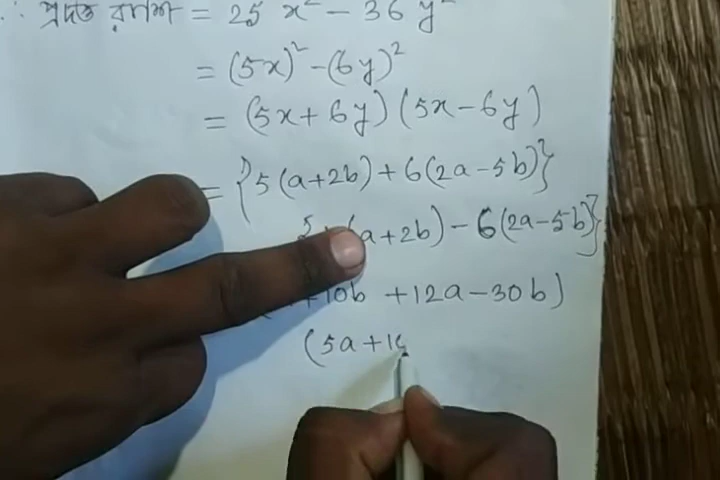 ∴ প্রদত্ত রাশি = 25 x² − 36 y²
= (5x)² − (6y)²
= (5x + 6y) (5x − 6y)
= {5(a+2b) + 6(2a−5b)}
(a+2b) − 6(2a−5b)}
+10b +12a−30b)
(5a+10